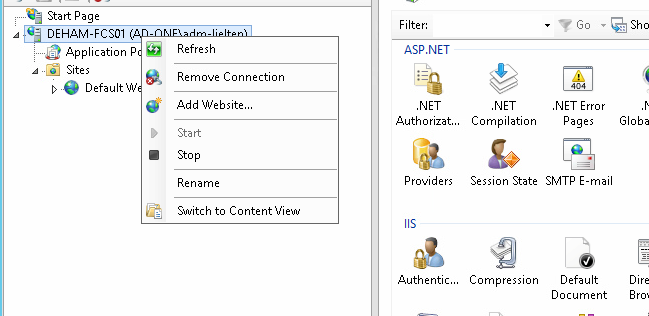 Start Page
DEHAM-FCS01 (AD-ONE\adm-lielten)
Application Po
Sites
Default We
Refresh
Remove Connection
Add Website...
Start
Stop
Rename
Switch to Content View
Filter:
Go
Sho
ASP.NET
.NET Authorizat...
.NET Compilation
.NET Error Pages
404
.N
Globa
Providers
Session State
SMTP E-mail
IIS
Authentic...
Compression
Default Document
Dire
Brow